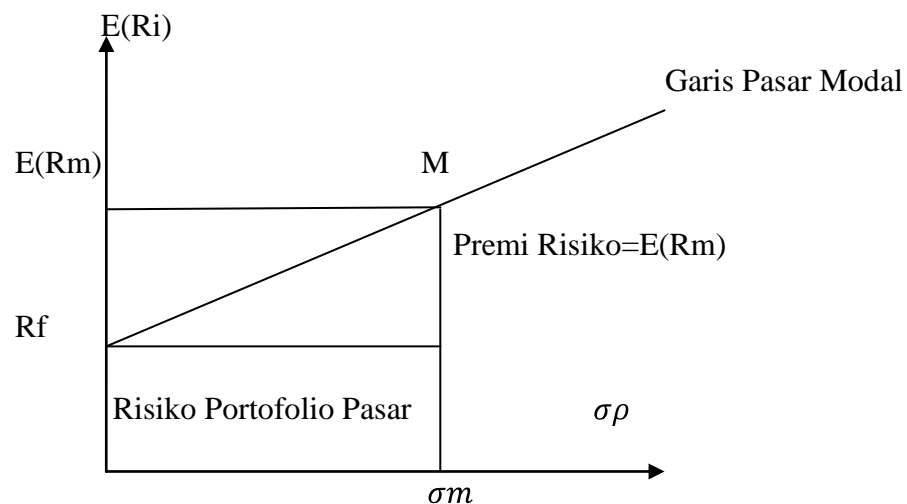 E(Ri)
Garis Pasar Modal
E(Rm)
M
Premi Risiko=E(Rm)
Rf
Risiko Portofolio Pasar
𝜎𝜌
𝜎𝑚